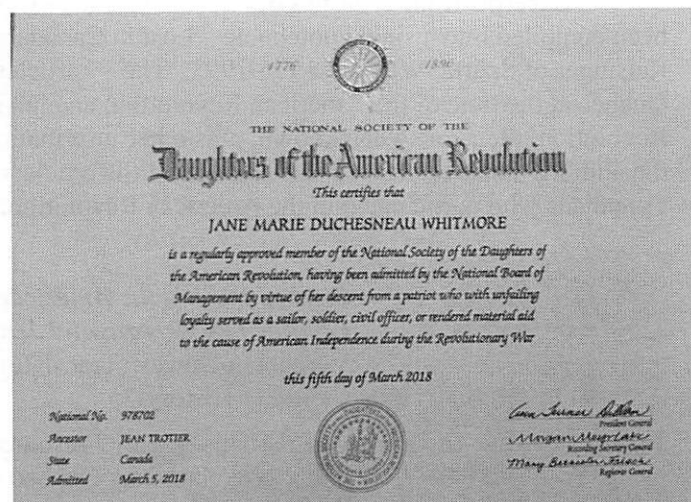 1776 1890
THE NATIONAL SOCIETY OF THE
Daughters of the American Revolution
This certifies that
JANE MARIE DUCHESNEAU WHITMORE
is a regularly approved member of the National Society of the Daughters of
the American Revolution, having been admitted by the National Board of
Management by virtue of her descent from a patriot who with unfailing
loyalty served as a sailor, soldier, civil officer, or rendered material aid
to the cause of American Independence during the Revolutionary War
this fifth day of March 2018
National No. 978702
Ancestor JEAN TROTIER
State Canada
Admitted March 5, 2018
President General
Recording Secretary General
Registrar General